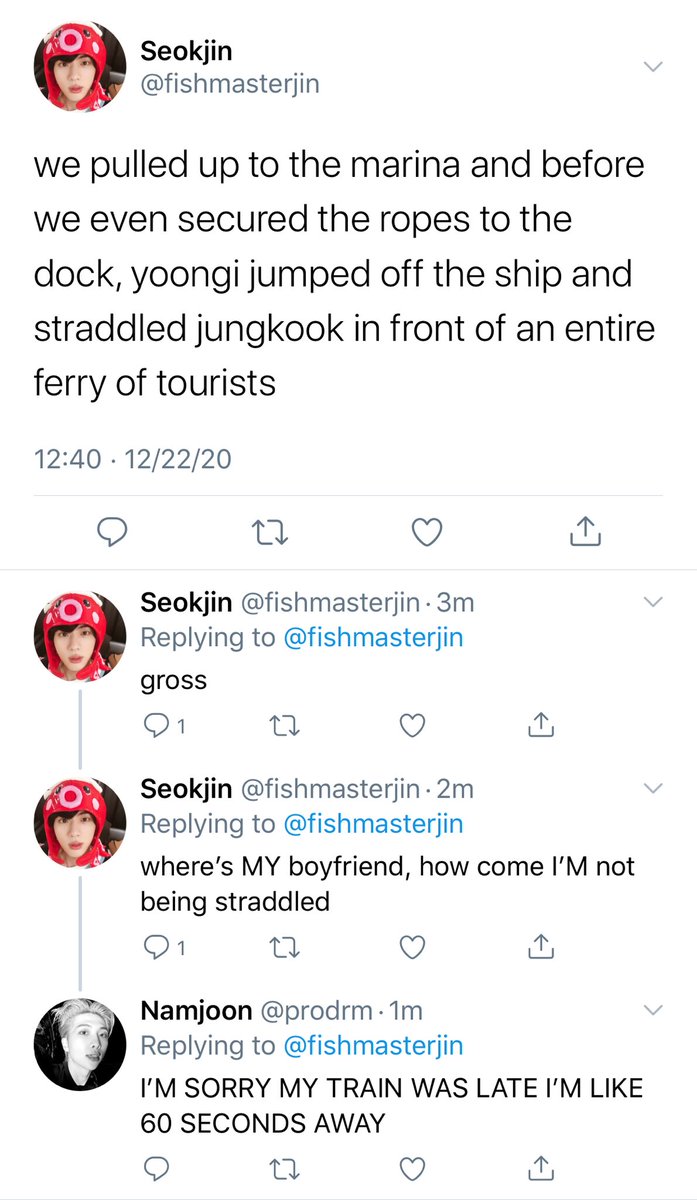 Seokjin
@fishmasterjin
we pulled up to the marina and before
we even secured the ropes to the
dock, yoongi jumped off the ship and
straddled jungkook in front of an entire
ferry of tourists
12:40 · 12/22/20
Seokjin @fishmasterjin · 3m
Replying to @fishmasterjin
gross
1
Seokjin @fishmasterjin · 2m
Replying to @fishmasterjin
where’s MY boyfriend, how come I’M not
being straddled
1
Namjoon @prodrm · 1m
Replying to @fishmasterjin
I’M SORRY MY TRAIN WAS LATE I’M LIKE
60 SECONDS AWAY